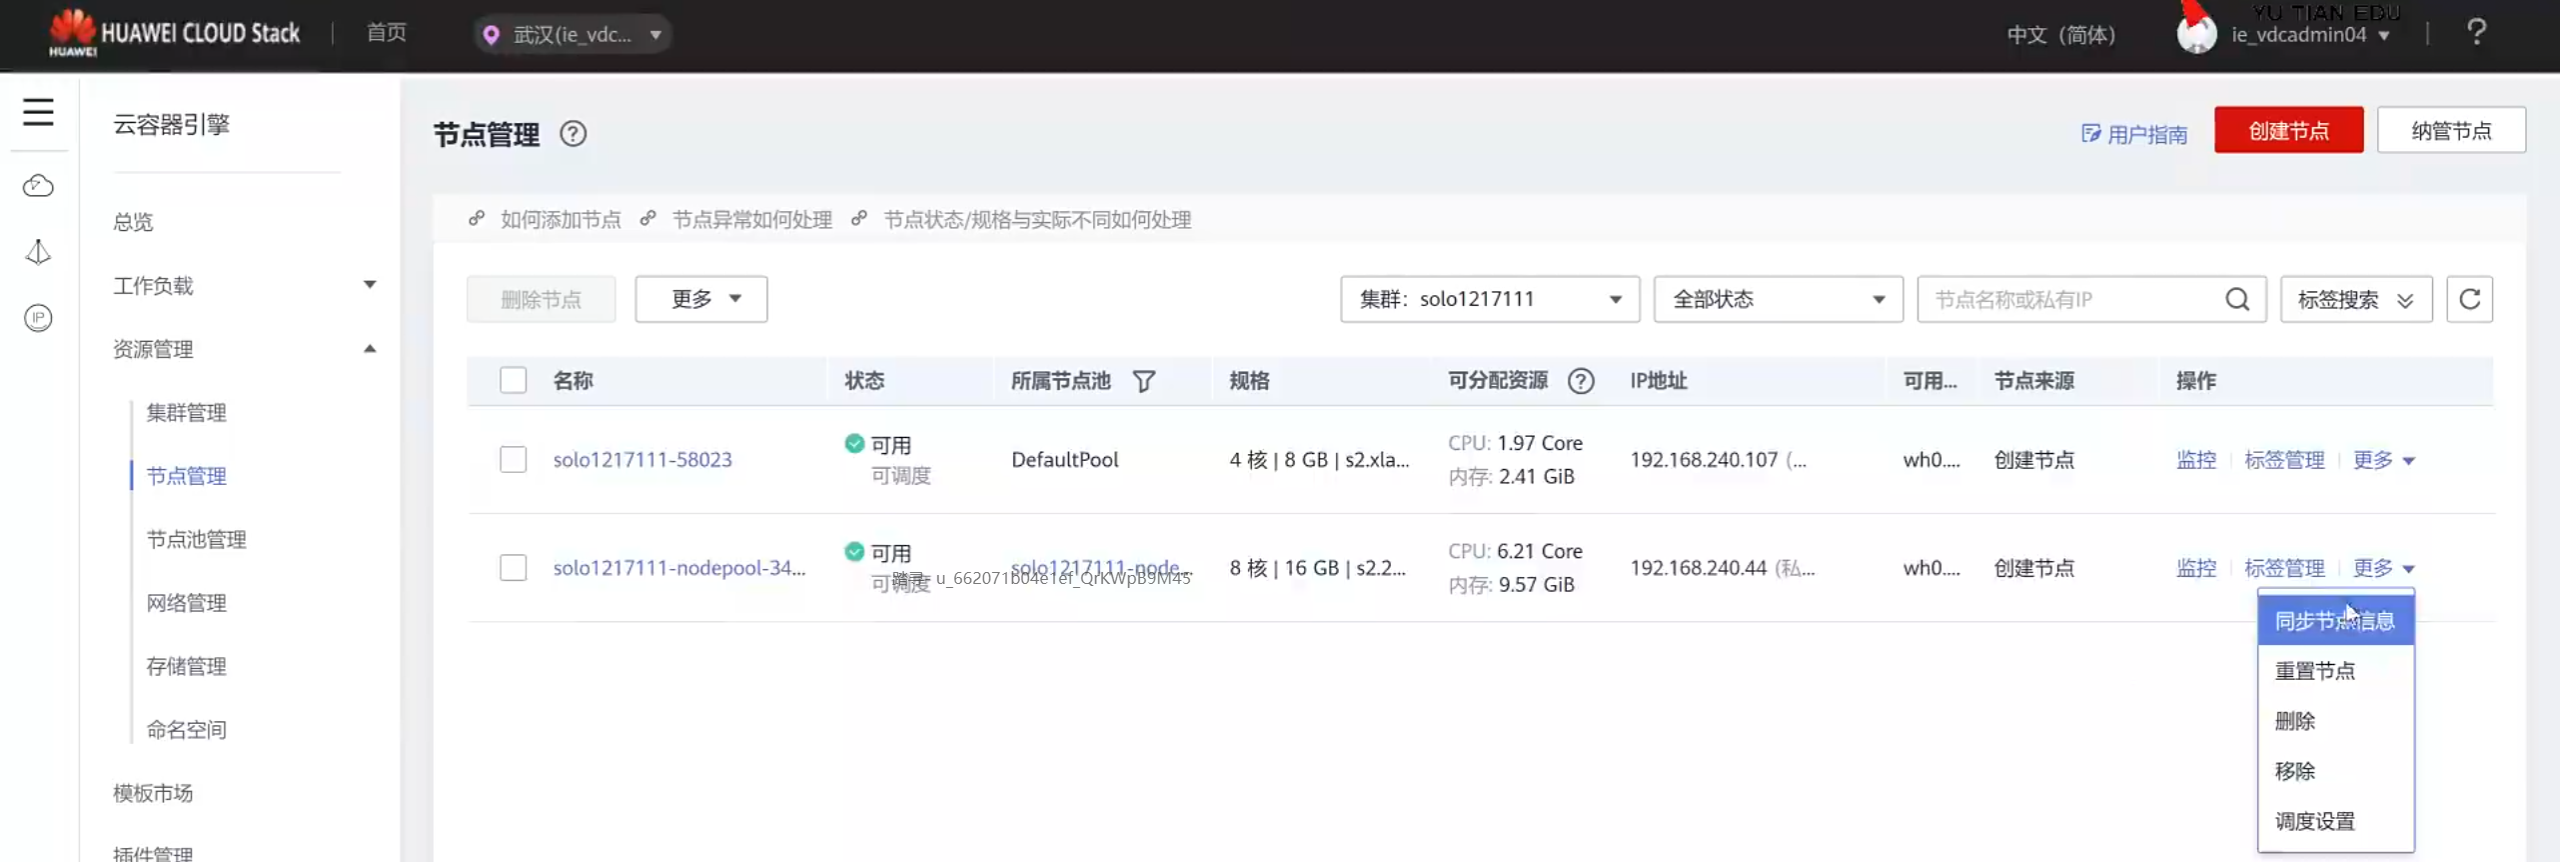 HUAWEI
HUAWEI CLOUD Stack
首页
武汉(ie_vdc...
中文（简体）
YU TIAN EDU
ie_vdcadmin04
?
云容器引擎
总览
工作负载
资源管理
集群管理
节点管理
节点池管理
网络管理
存储管理
命名空间
模板市场
插件管理
IP
节点管理
用户指南
创建节点
纳管节点
如何添加节点 节点异常如何处理 节点状态/规格与实际不同如何处理
删除节点 更多
集群：solo1217111 全部状态 节点名称或私有IP 标签搜索
名称 状态 所属节点池 规格 可分配资源 IP地址 可用... 节点来源 操作
solo1217111-58023 可用 可调度 DefaultPool 4 核 | 8 GB | s2.xla... CPU: 1.97 Core 内存: 2.41 GiB 192.168.240.107 (... wh0.... 创建节点 监控 标签管理 更多
solo1217111-nodepool-34... 可用 可调度 solo1217111-node... 8 核 | 16 GB | s2.2... CPU: 6.21 Core 内存: 9.57 GiB 192.168.240.44 (私... wh0.... 创建节点 监控 标签管理 更多
u_662071b04e1ef_QrKWpB9M45
同步节点信息
重置节点
删除
移除
调度设置